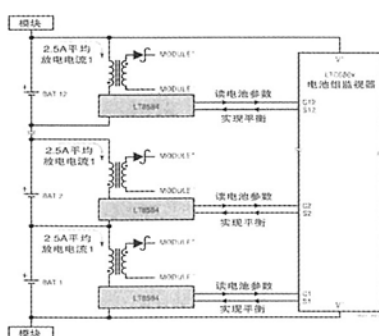 模块
2.5A平均
放电电流1
MODULE+
MODULE-
BAT 12
LT8584
读电池参数
实现平衡
C12
S12
2.5A平均
放电电流1
MODULE+
MODULE-
BAT 2
LT8584
读电池参数
实现平衡
C2
S2
2.5A平均
放电电流1
MODULE+
MODULE-
BAT 1
LT8584
读电池参数
实现平衡
C1
S1
电池组监视器
V+
V-
模块